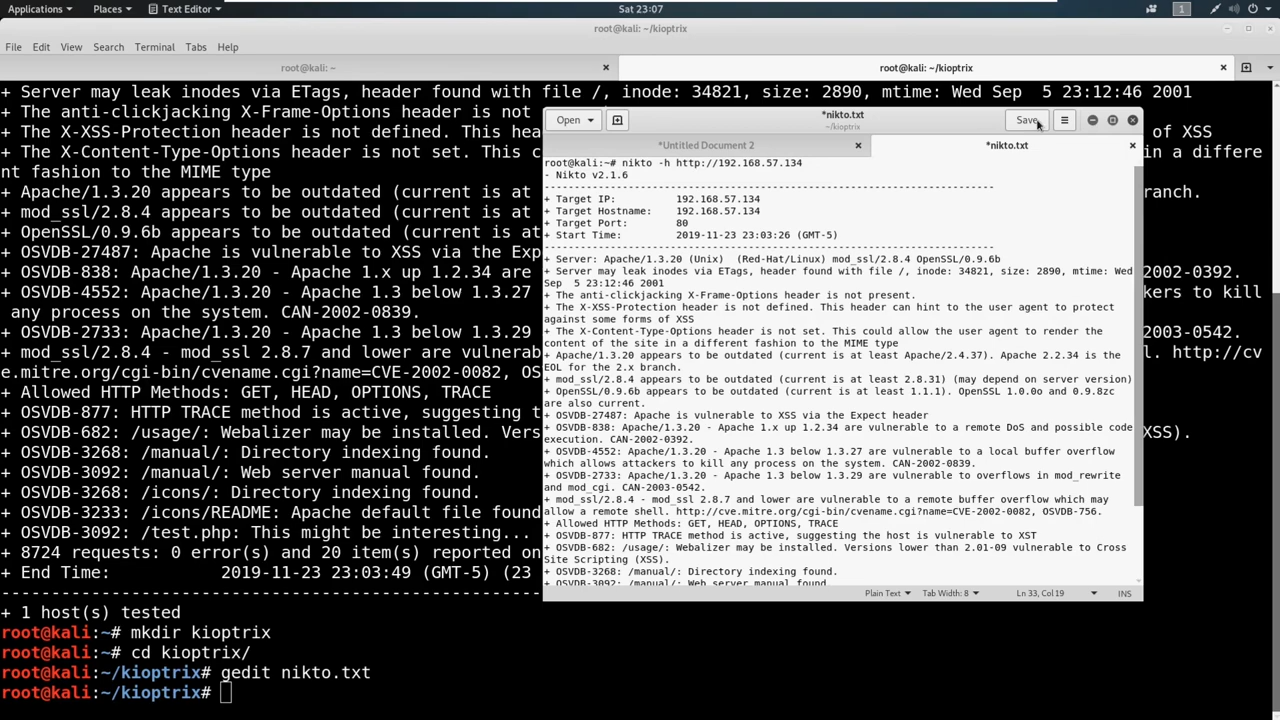 Applications
Places
Text Editor
Sat 23:07
1
root@kali: ~/kioptrix
File Edit View Search Terminal Tabs Help
root@kali: ~
root@kali: ~/kioptrix
+ Server may leak inodes via ETags, header found with file /, inode: 34821, size: 2890, mtime: Wed Sep  5 23:12:46 2001
+ The anti-clickjacking X-Frame-Options header is not
+ The X-XSS-Protection header is not defined. This hea
of XSS
+ The X-Content-Type-Options header is not set. This c
in a differe
nt fashion to the MIME type
+ Apache/1.3.20 appears to be outdated (current is at
ranch.
+ mod_ssl/2.8.4 appears to be outdated (current is at
+ OpenSSL/0.9.6b appears to be outdated (current is at
+ OSVDB-27487: Apache is vulnerable to XSS via the Exp
+ OSVDB-838: Apache/1.3.20 - Apache 1.x up 1.2.34 are
2002-0392.
+ OSVDB-4552: Apache/1.3.20 - Apache 1.3 below 1.3.27
kers to kill
any process on the system. CAN-2002-0839.
+ OSVDB-2733: Apache/1.3.20 - Apache 1.3 below 1.3.29
2003-0542.
+ mod_ssl/2.8.4 - mod_ssl 2.8.7 and lower are vulnerab
l. http://cv
e.mitre.org/cgi-bin/cvename.cgi?name=CVE-2002-0082, OS
+ Allowed HTTP Methods: GET, HEAD, OPTIONS, TRACE
+ OSVDB-877: HTTP TRACE method is active, suggesting t
+ OSVDB-682: /usage/: Webalizer may be installed. Vers
XSS).
+ OSVDB-3268: /manual/: Directory indexing found.
+ OSVDB-3092: /manual/: Web server manual found.
+ OSVDB-3268: /icons/: Directory indexing found.
+ OSVDB-3233: /icons/README: Apache default file found
+ OSVDB-3092: /test.php: This might be interesting...
+ 8724 requests: 0 error(s) and 20 item(s) reported on
+ End Time:           2019-11-23 23:03:49 (GMT-5) (23
---------------------------------------------------------------------------
+ 1 host(s) tested
root@kali:~# mkdir kioptrix
root@kali:~# cd kioptrix/
root@kali:~/kioptrix# gedit nikto.txt
root@kali:~/kioptrix#
Open
*nikto.txt
~/kioptrix
Save
*Untitled Document 2
*nikto.txt
root@kali:~# nikto -h http://192.168.57.134
- Nikto v2.1.6
---------------------------------------------------------------------------
+ Target IP:          192.168.57.134
+ Target Hostname:    192.168.57.134
+ Target Port:        80
+ Start Time:         2019-11-23 23:03:26 (GMT-5)
---------------------------------------------------------------------------
+ Server: Apache/1.3.20 (Unix)  (Red-Hat/Linux) mod_ssl/2.8.4 OpenSSL/0.9.6b
+ Server may leak inodes via ETags, header found with file /, inode: 34821, size: 2890, mtime: Wed
Sep  5 23:12:46 2001
+ The anti-clickjacking X-Frame-Options header is not present.
+ The X-XSS-Protection header is not defined. This header can hint to the user agent to protect
against some forms of XSS
+ The X-Content-Type-Options header is not set. This could allow the user agent to render the
content of the site in a different fashion to the MIME type
+ Apache/1.3.20 appears to be outdated (current is at least Apache/2.4.37). Apache 2.2.34 is the
EOL for the 2.x branch.
+ mod_ssl/2.8.4 appears to be outdated (current is at least 2.8.31) (may depend on server version)
+ OpenSSL/0.9.6b appears to be outdated (current is at least 1.1.1). OpenSSL 1.0.0o and 0.9.8zc
are also current.
+ OSVDB-27487: Apache is vulnerable to XSS via the Expect header
+ OSVDB-838: Apache/1.3.20 - Apache 1.x up 1.2.34 are vulnerable to a remote DoS and possible code
execution. CAN-2002-0392.
+ OSVDB-4552: Apache/1.3.20 - Apache 1.3 below 1.3.27 are vulnerable to a local buffer overflow
which allows attackers to kill any process on the system. CAN-2002-0839.
+ OSVDB-2733: Apache/1.3.20 - Apache 1.3 below 1.3.29 are vulnerable to overflows in mod_rewrite
and mod_cgi. CAN-2003-0542.
+ mod_ssl/2.8.4 - mod_ssl 2.8.7 and lower are vulnerable to a remote buffer overflow which may
allow a remote shell. http://cve.mitre.org/cgi-bin/cvename.cgi?name=CVE-2002-0082, OSVDB-756.
+ Allowed HTTP Methods: GET, HEAD, OPTIONS, TRACE
+ OSVDB-877: HTTP TRACE method is active, suggesting the host is vulnerable to XST
+ OSVDB-682: /usage/: Webalizer may be installed. Versions lower than 2.01-09 vulnerable to Cross
Site Scripting (XSS).
+ OSVDB-3268: /manual/: Directory indexing found.
+ OSVDB-3092: /manual/: Web server manual found.
Plain Text
Tab Width: 8
Ln 33, Col 19
INS